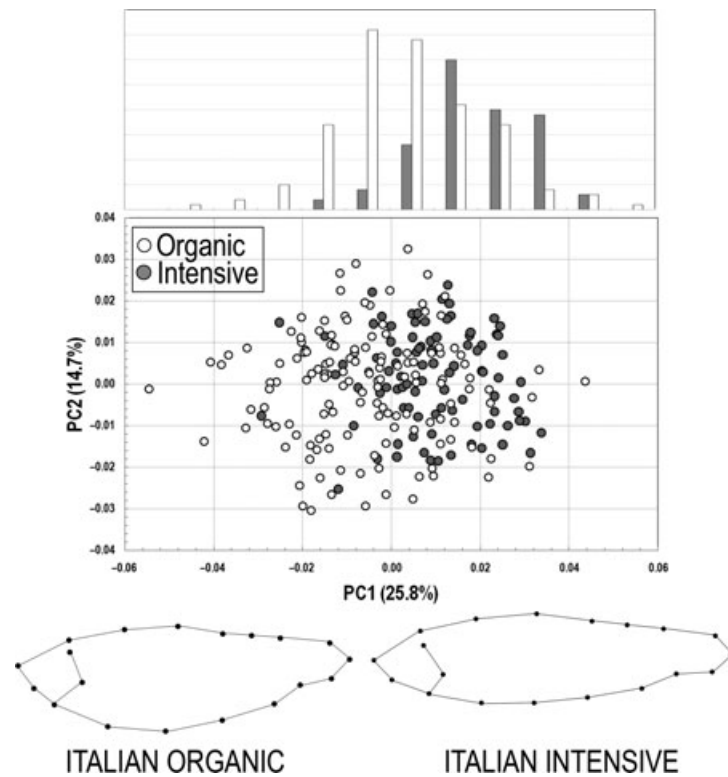 0.04
0.03
0.02
0.01
0.00
−0.01
−0.02
−0.03
−0.04
Organic
Intensive
PC2 (14.7%)
−0.06 −0.04 −0.02 0.00 0.02 0.04 0.06
PC1 (25.8%)
ITALIAN ORGANIC ITALIAN INTENSIVE